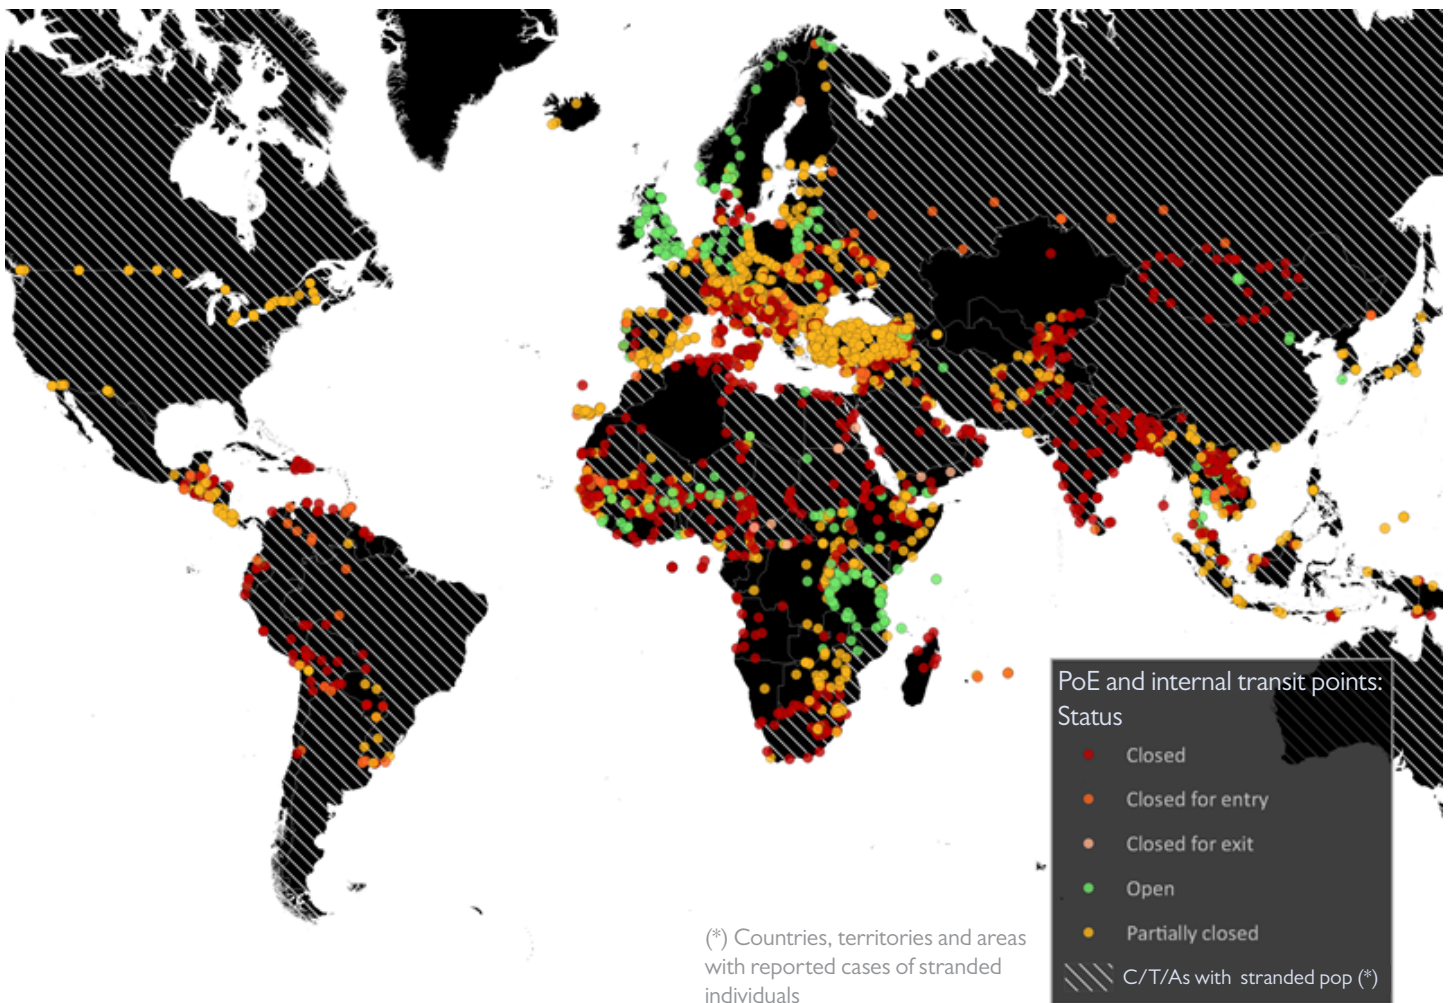 PoE and internal transit points:
Status
Closed
Closed for entry
Closed for exit
Open
Partially closed
C/T/As with stranded pop (*)
(*) Countries, territories and areas
with reported cases of stranded
individuals